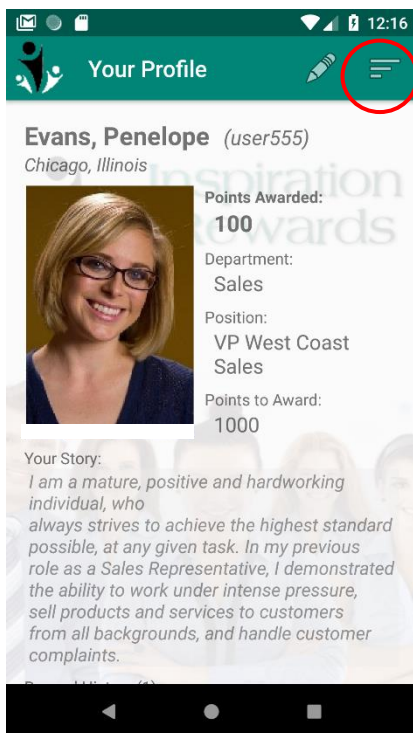 12:16
Your Profile
Evans, Penelope (user555)
Chicago, Illinois
Inspiration
Rewards
Points Awarded:
100
Department:
Sales
Position:
VP West Coast
Sales
Points to Award:
1000
Your Story:
I am a mature, positive and hardworking
individual, who
always strives to achieve the highest standard
possible, at any given task. In my previous
role as a Sales Representative, I demonstrated
the ability to work under intense pressure,
sell products and services to customers
from all backgrounds, and handle customer
complaints.